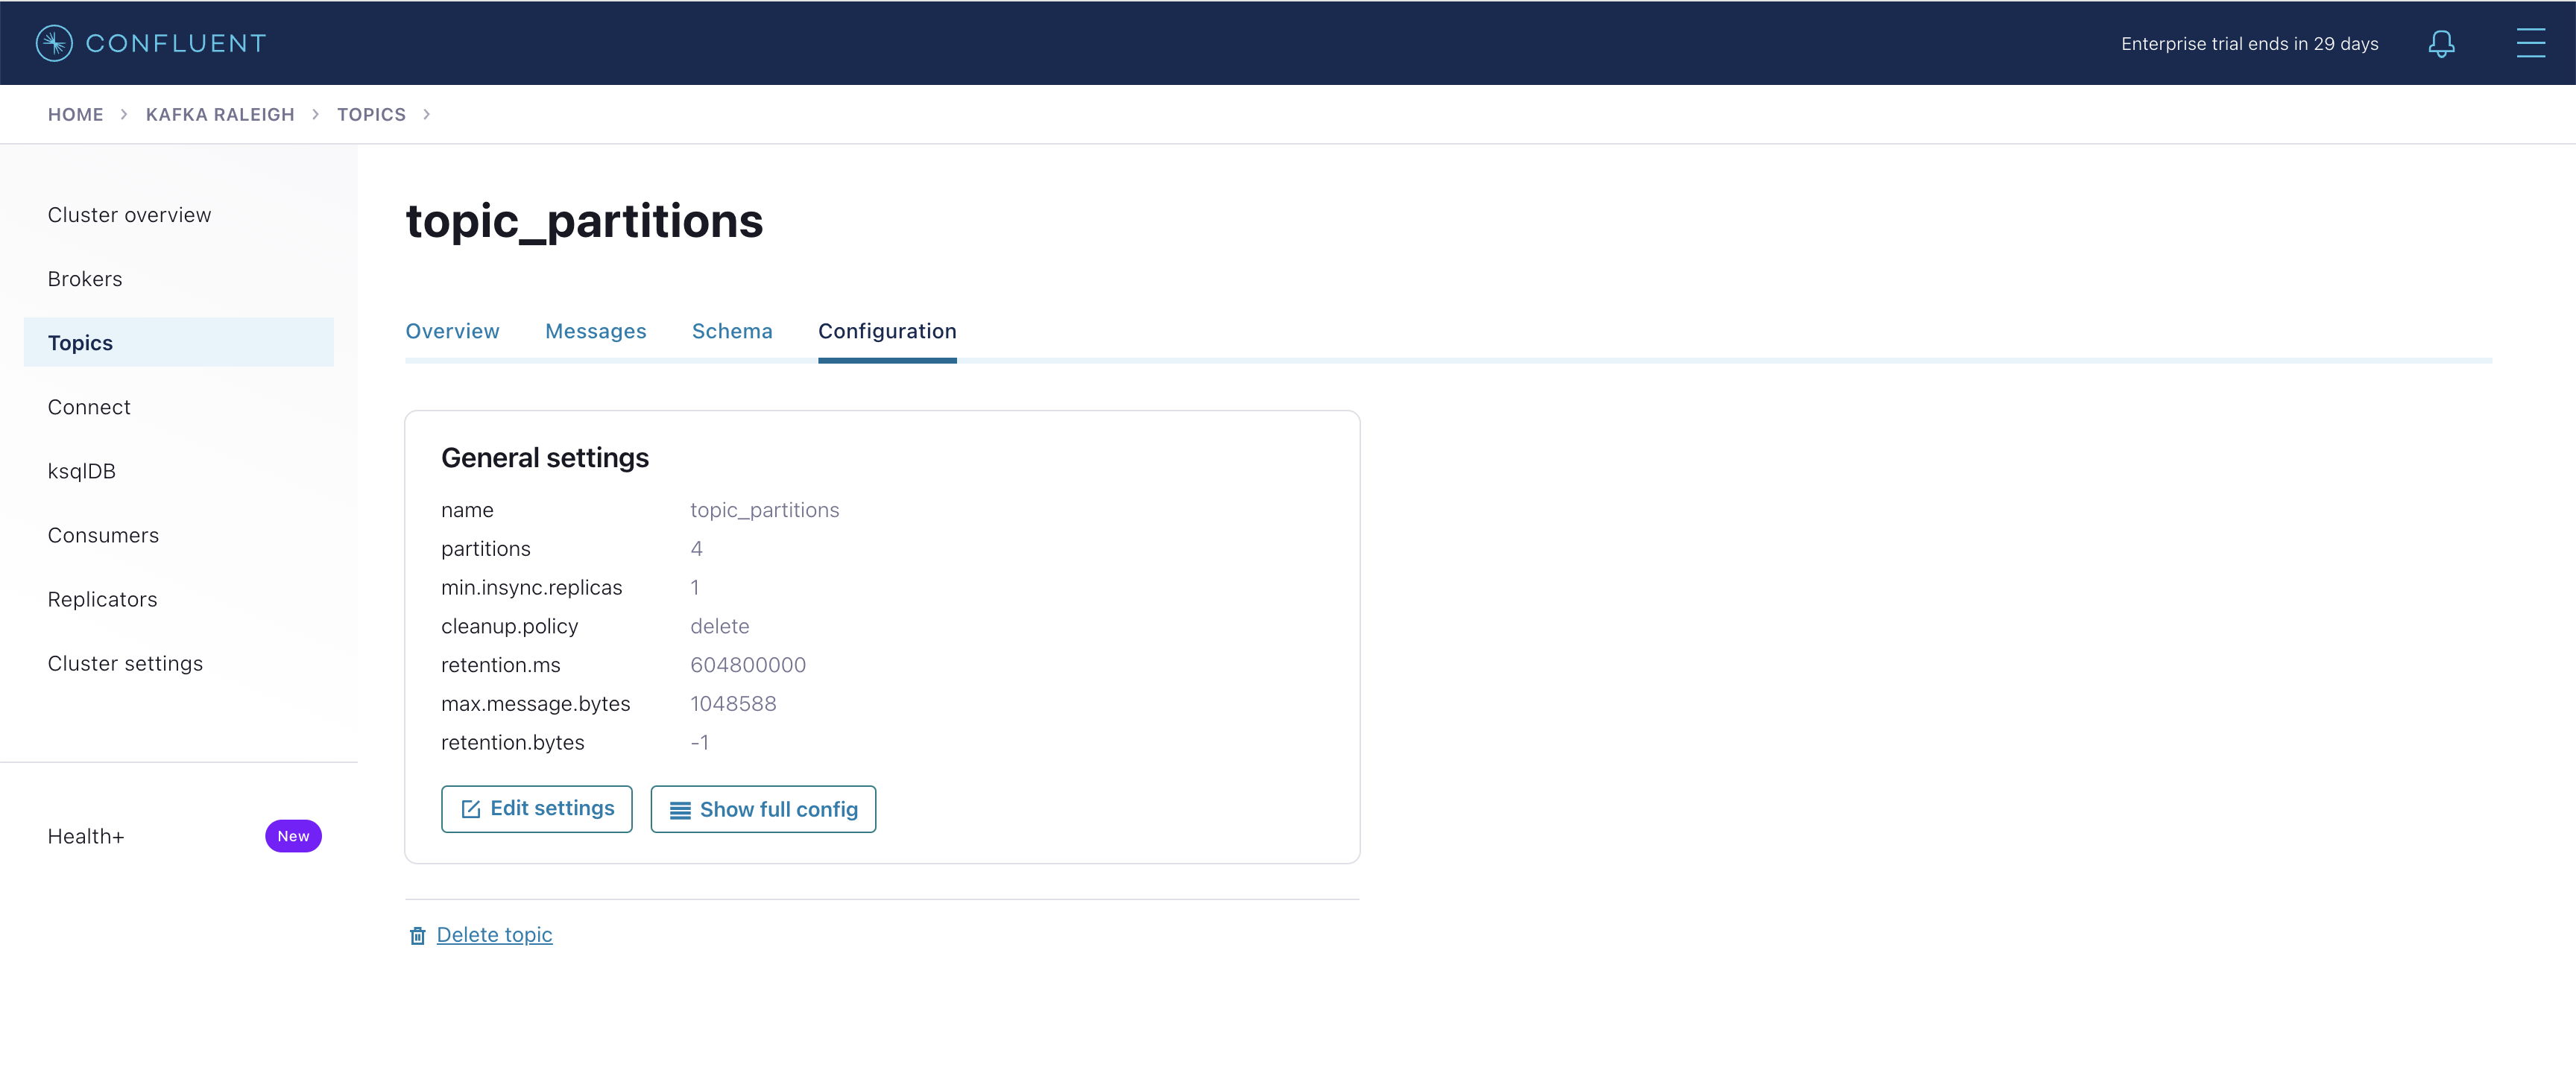 CONFLUENT
Enterprise trial ends in 29 days
HOME > KAFKA RALEIGH > TOPICS >
Cluster overview
Brokers
Topics
Connect
ksqlDB
Consumers
Replicators
Cluster settings
Health+ New
topic_partitions
Overview Messages Schema Configuration
General settings
name topic_partitions
partitions 4
min.insync.replicas 1
cleanup.policy delete
retention.ms 604800000
max.message.bytes 1048588
retention.bytes -1
Edit settings Show full config
Delete topic